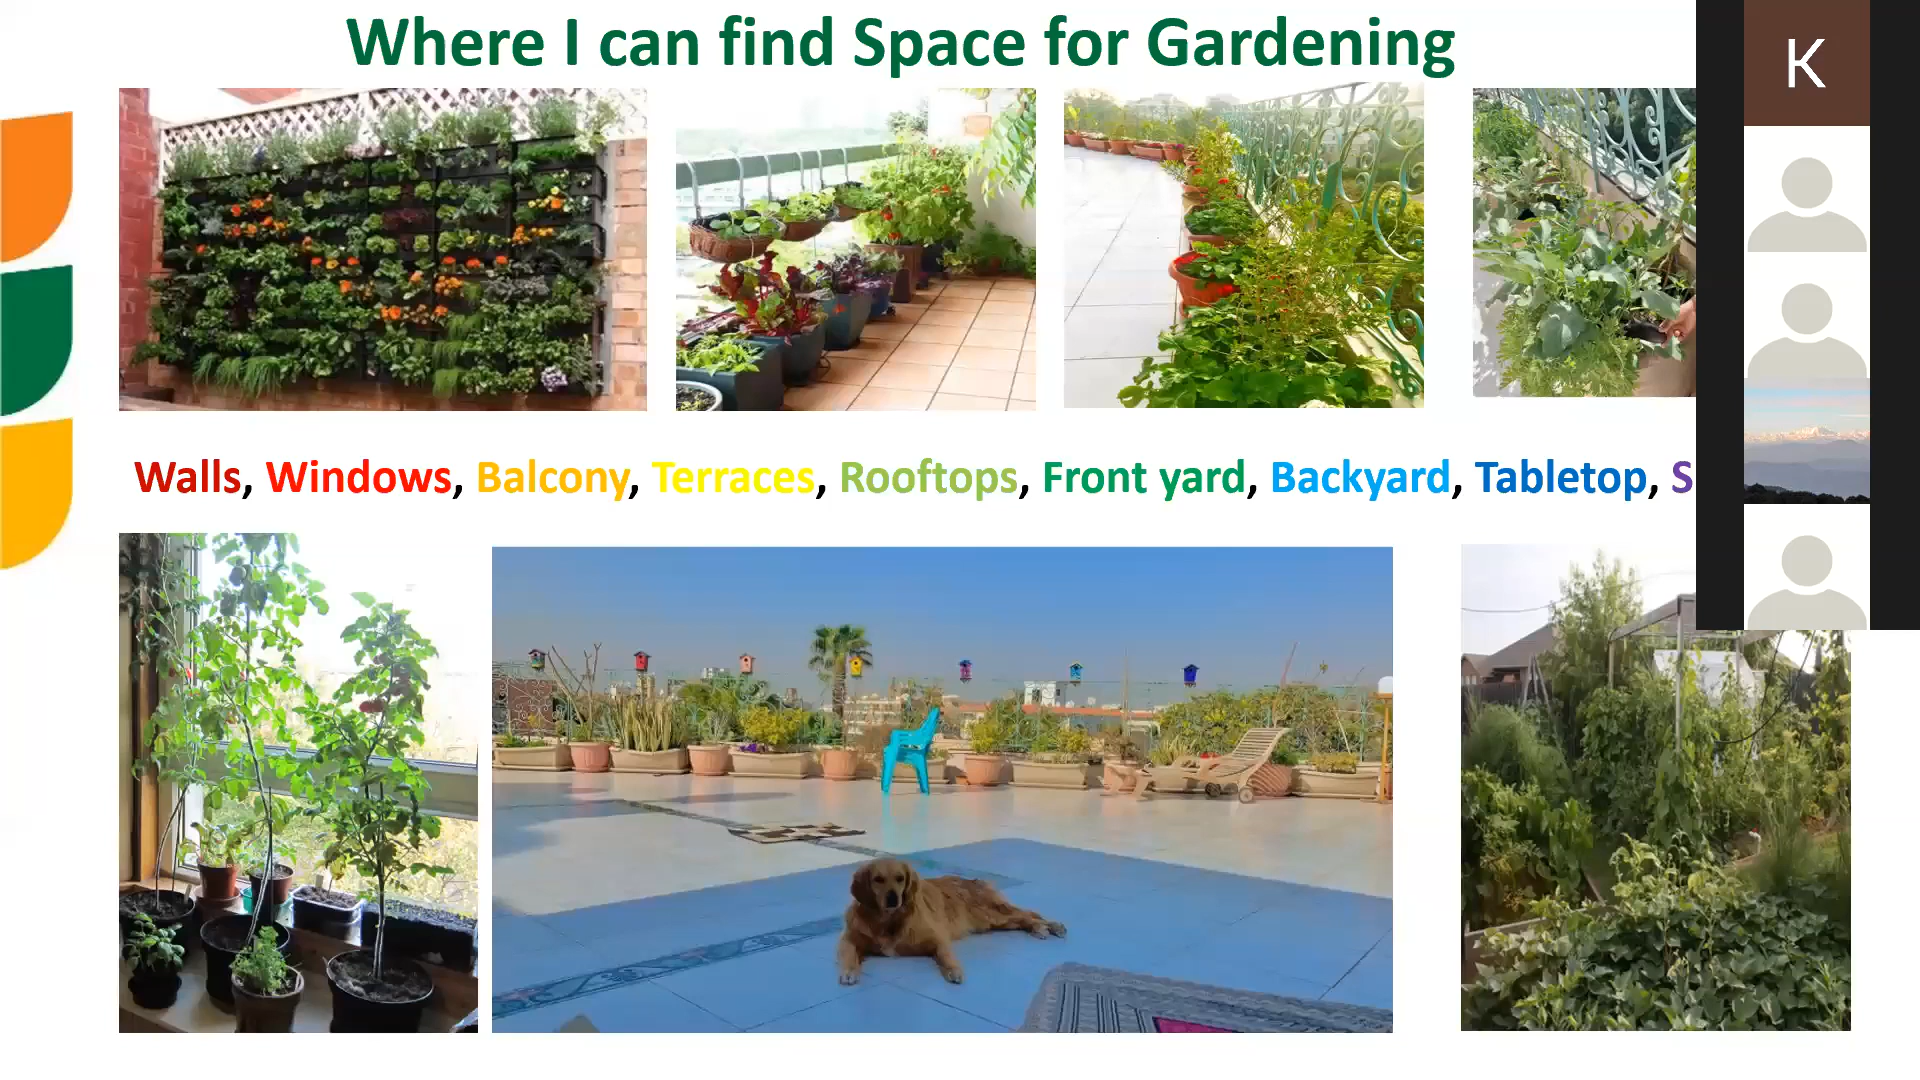 Where I can find Space for Gardening
K
Walls, Windows, Balcony, Terraces, Rooftops, Front yard, Backyard, Tabletop, S